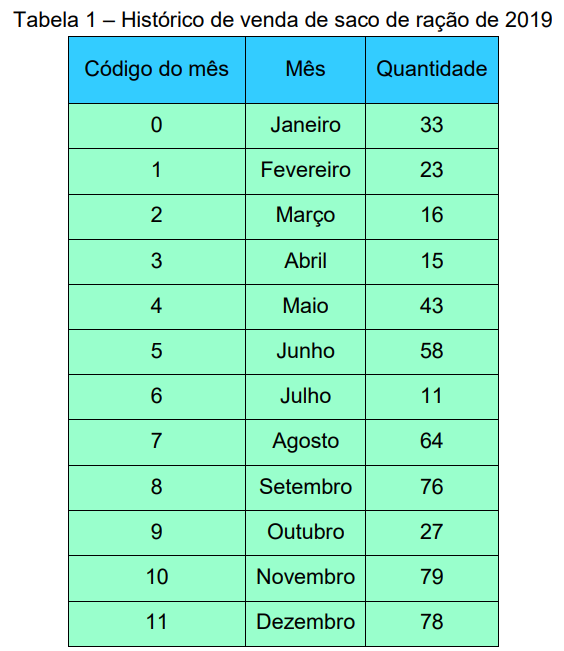 Tabela 1 – Histórico de venda de saco de ração de 2019
Código do mês Mês Quantidade
0 Janeiro 33
1 Fevereiro 23
2 Março 16
3 Abril 15
4 Maio 43
5 Junho 58
6 Julho 11
7 Agosto 64
8 Setembro 76
9 Outubro 27
10 Novembro 79
11 Dezembro 78